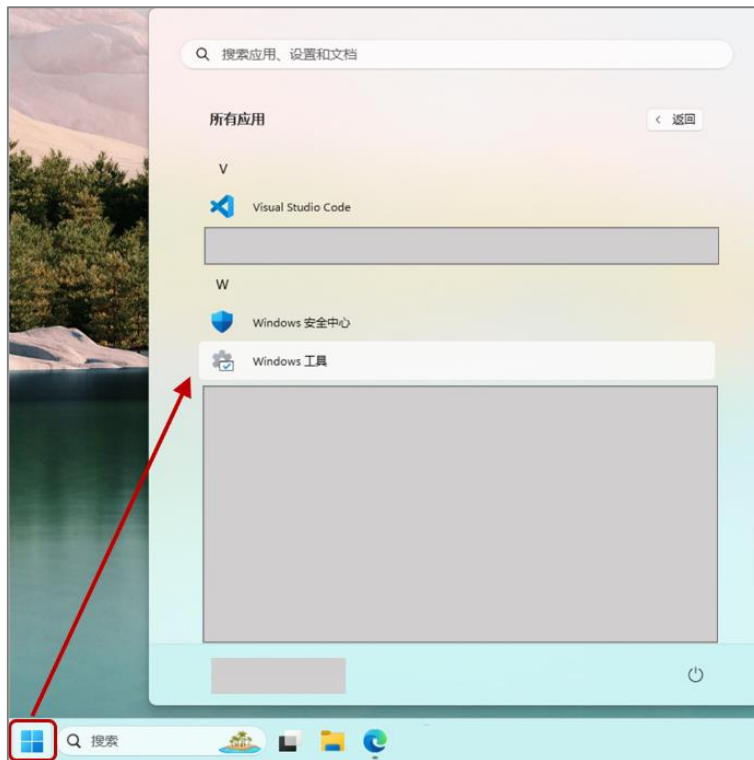 搜索应用、设置和文档
所有应用
返回
V
Visual Studio Code
W
Windows 安全中心
Windows 工具
搜索